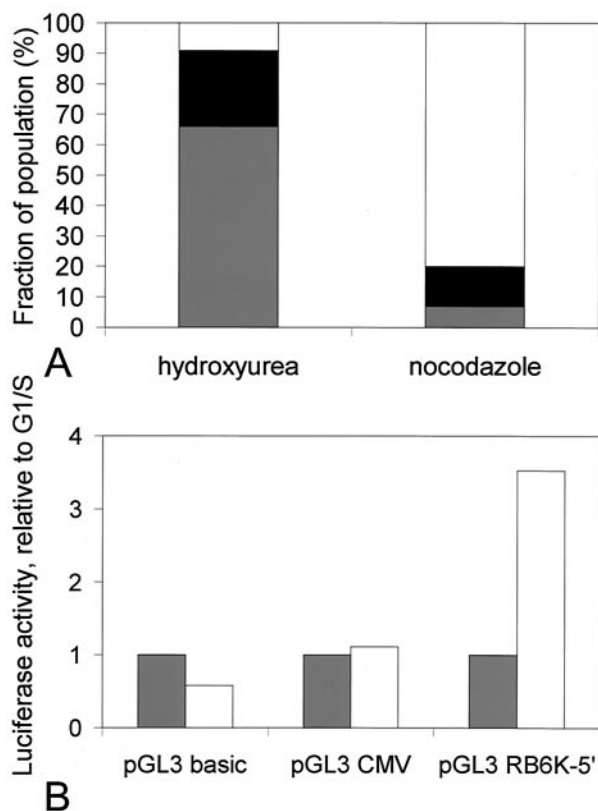 Fraction of population (%)
100
90
80
70
60
50
40
30
20
10
0
hydroxyurea nocodazole
A
Luciferase activity, relative to G1/S
4
3
2
1
0
pGL3 basic pGL3 CMV pGL3 RB6K-5'
B